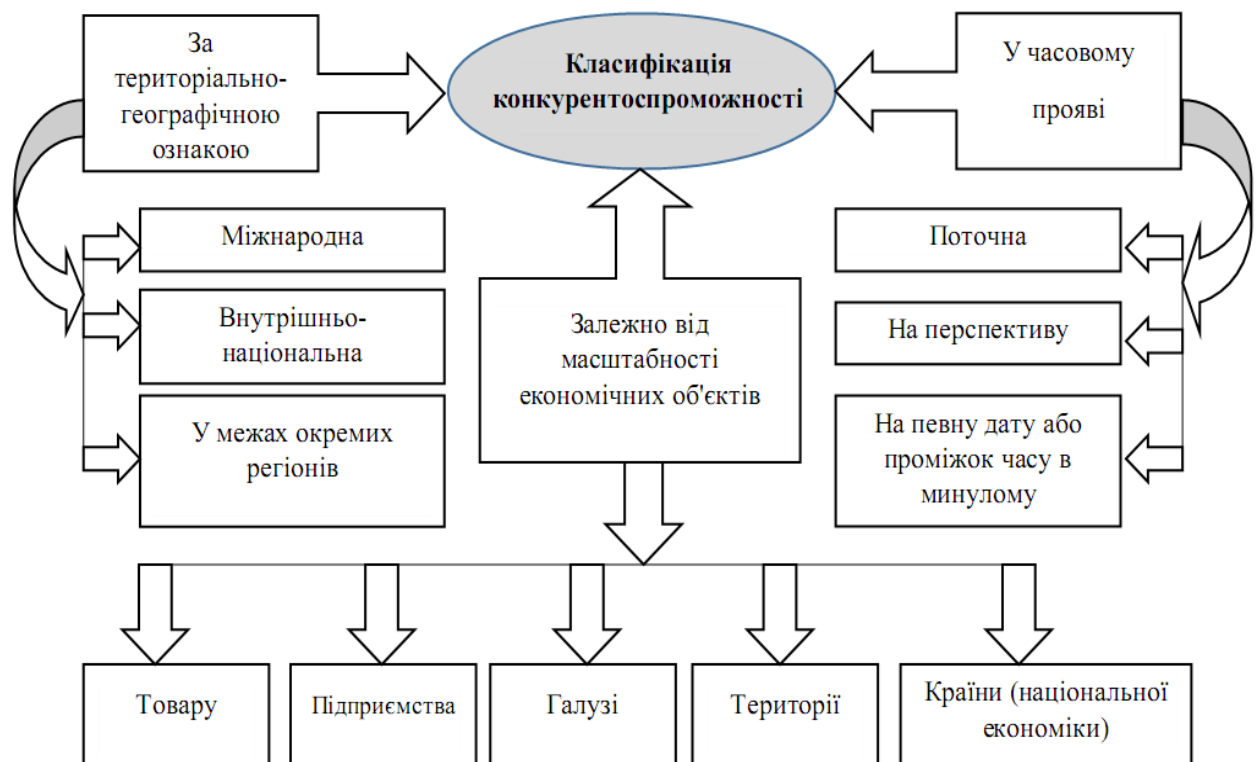 За
територіально-
географічною
ознакою
Класифікація
конкурентоспроможності
У часовому
прояві
Міжнародна
Внутрішньо-
національна
У межах окремих
регіонів
Залежно від
масштабності
економічних об'єктів
Поточна
На перспективу
На певну дату або
проміжок часу в
минулому
Товару
Підприємства
Галузі
Території
Країни (національної
економіки)